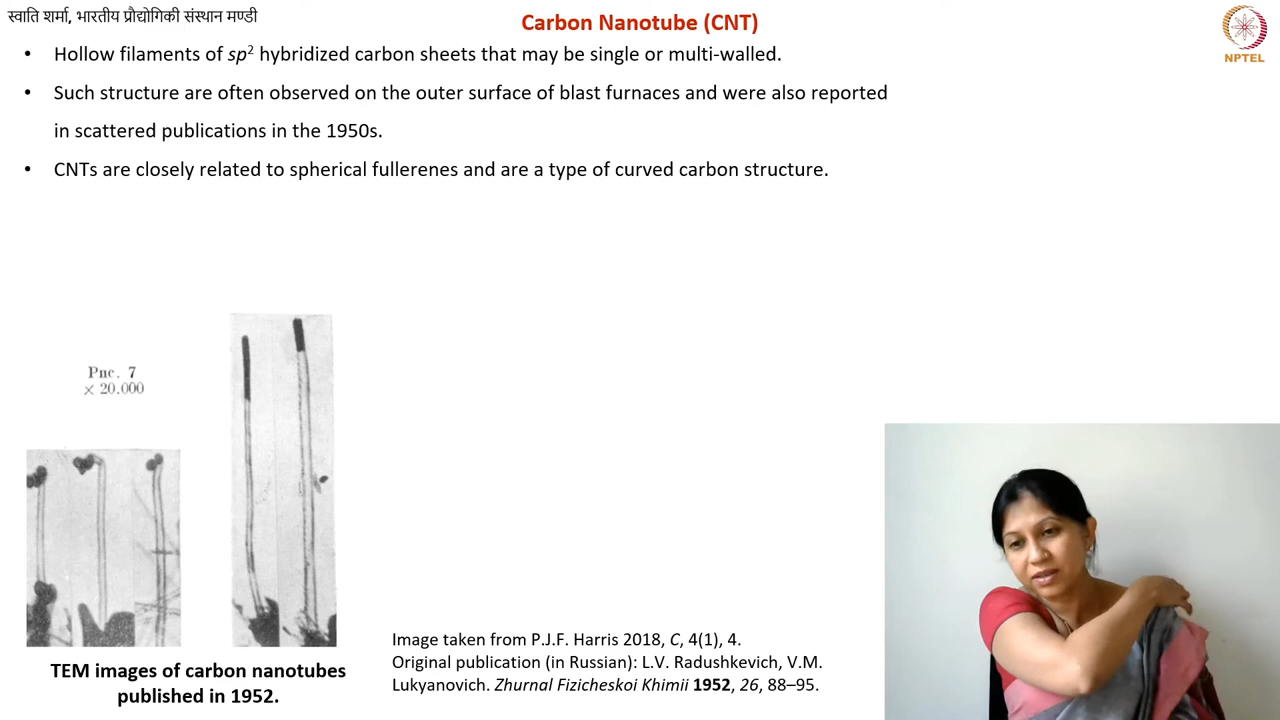 स्वाति शर्मा, भारतीय प्रौद्योगिकी संस्थान मण्डी
Carbon Nanotube (CNT)
NPTEL
• Hollow filaments of sp² hybridized carbon sheets that may be single or multi-walled.
• Such structure are often observed on the outer surface of blast furnaces and were also reported
in scattered publications in the 1950s.
• CNTs are closely related to spherical fullerenes and are a type of curved carbon structure.
Рис. 7
× 20.000
TEM images of carbon nanotubes
published in 1952.
Image taken from P.J.F. Harris 2018, C, 4(1), 4.
Original publication (in Russian): L.V. Radushkevich, V.M.
Lukyanovich. Zhurnal Fizicheskoi Khimii 1952, 26, 88–95.